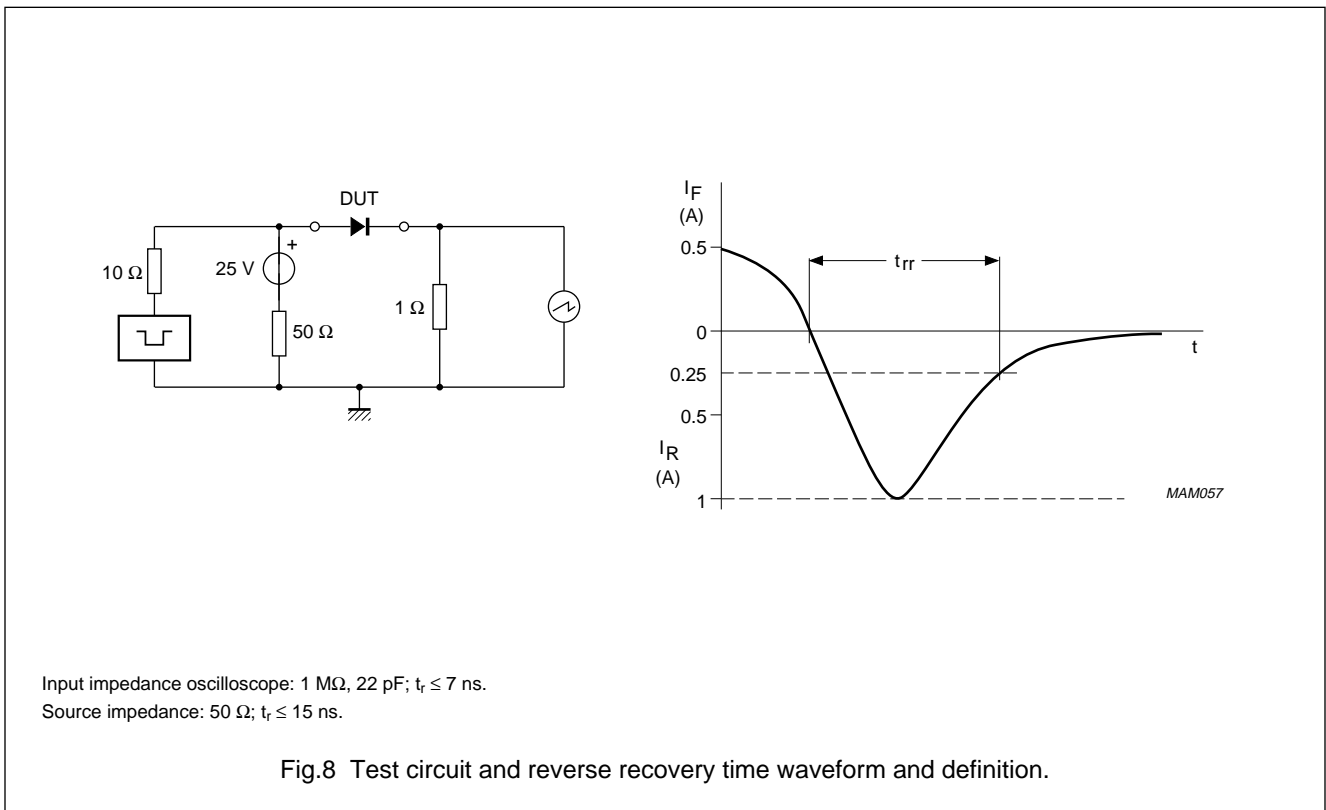 DUT
+
10 Ω
25 V
50 Ω
1 Ω
I_F
(A)
0.5
t_rr
0
t
0.25
0.5
I_R
(A)
1
MAM057
Input impedance oscilloscope: 1 MΩ, 22 pF; t_r ≤ 7 ns.
Source impedance: 50 Ω; t_r ≤ 15 ns.
Fig.8 Test circuit and reverse recovery time waveform and definition.